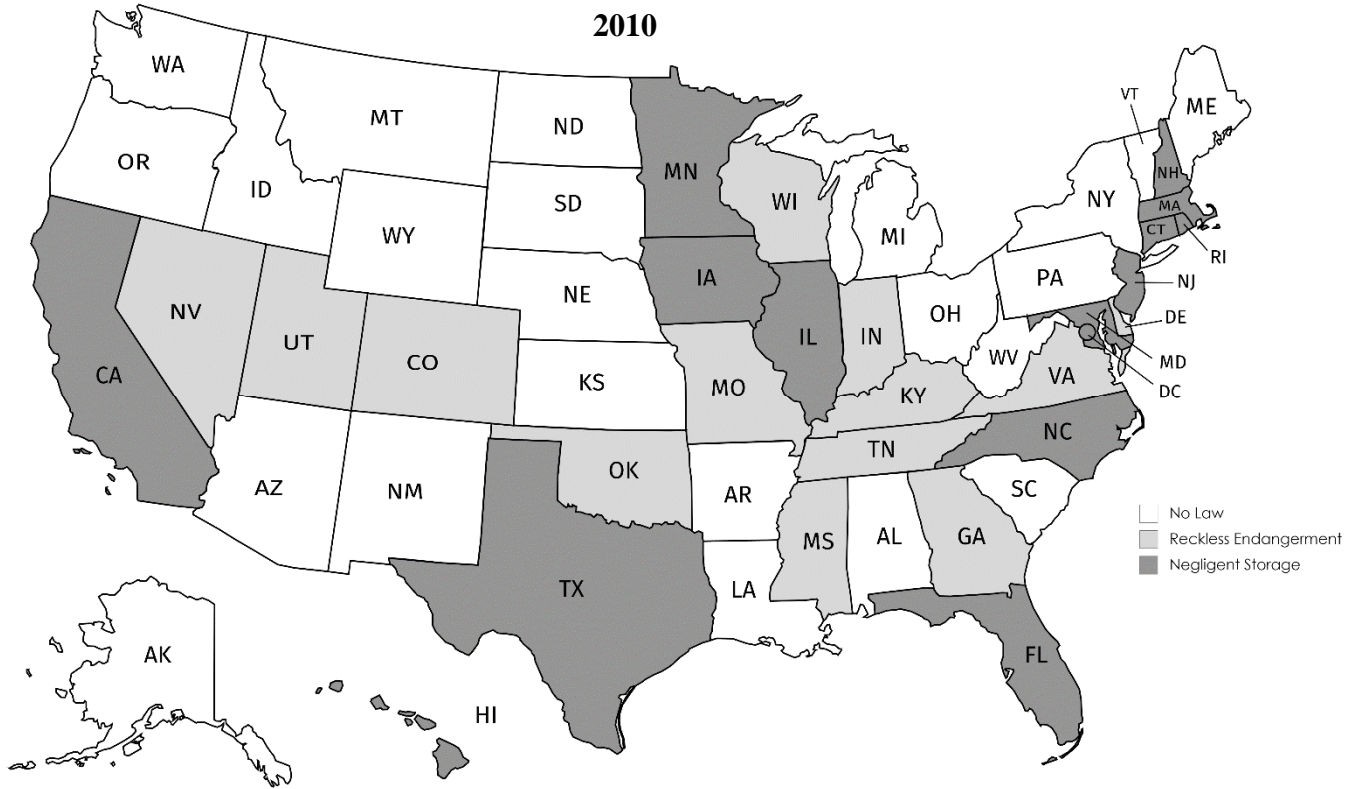 2010
WA
MT
ND
MN
VT
ME
OR
ID
SD
WI
NH
NY
MA
WY
MI
CT
RI
PA
NE
IA
NJ
NV
OH
IL
IN
DE
UT
CO
WV
MD
CA
KS
MO
KY
VA
DC
NC
TN
OK
AZ
NM
AR
SC
MS
AL
GA
No Law
Reckless Endangerment
Negligent Storage
TX
LA
AK
FL
HI